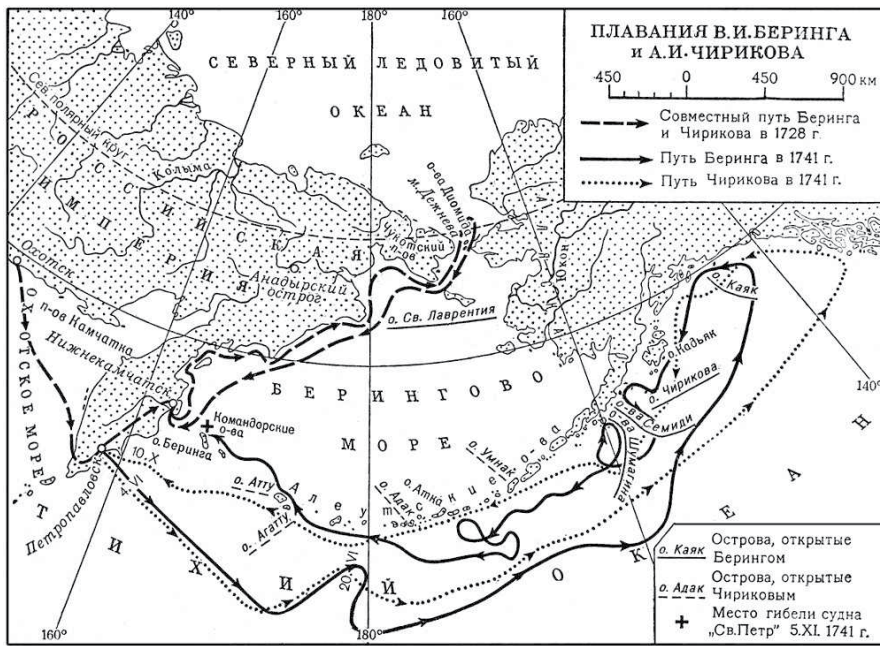 ПЛАВАНИЯ В.И.БЕРИНГА
и А.И.ЧИРИКОВА
450 0 450 900 км
Совместный путь Беринга
и Чирикова в 1728 г.
Путь Беринга в 1741 г.
Путь Чирикова в 1741 г.
140° 160° 180° 160°
СЕВЕРНЫЙ ЛЕДОВИТЫЙ
ОКЕАН
Сев. полярный круг
РОССИЙСКАЯ
ИМПЕРИЯ
Колыма
о-ва Диомида
м. Дежнева
Чукотский
п-ов
АЛЯСКА
Юкон
Анадырский
острог
Охотск
ОХОТСКОЕ МОРЕ
п-ов Камчатка
Нижнекамчатск
о. Св. Лаврентия
о. Каяк
о. Кадьяк
о. Чирикова
о-ва Семиди
о-ва Шумагина
140°
БЕРИНГОВО
МОРЕ
Командорские
о-ва
о. Беринга
Петропавловск
10.X
4.VI
о. Атту
о. Агатту
Алеутские о-ва
о. Умнак
о. Атка
о. Адак
20.VI
ТИХИЙ ОКЕАН
160° 180°
о. Каяк Острова, открытые
Берингом
о. Адак Острова, открытые
Чириковым
Место гибели судна
„Св.Петр" 5.XI. 1741 г.